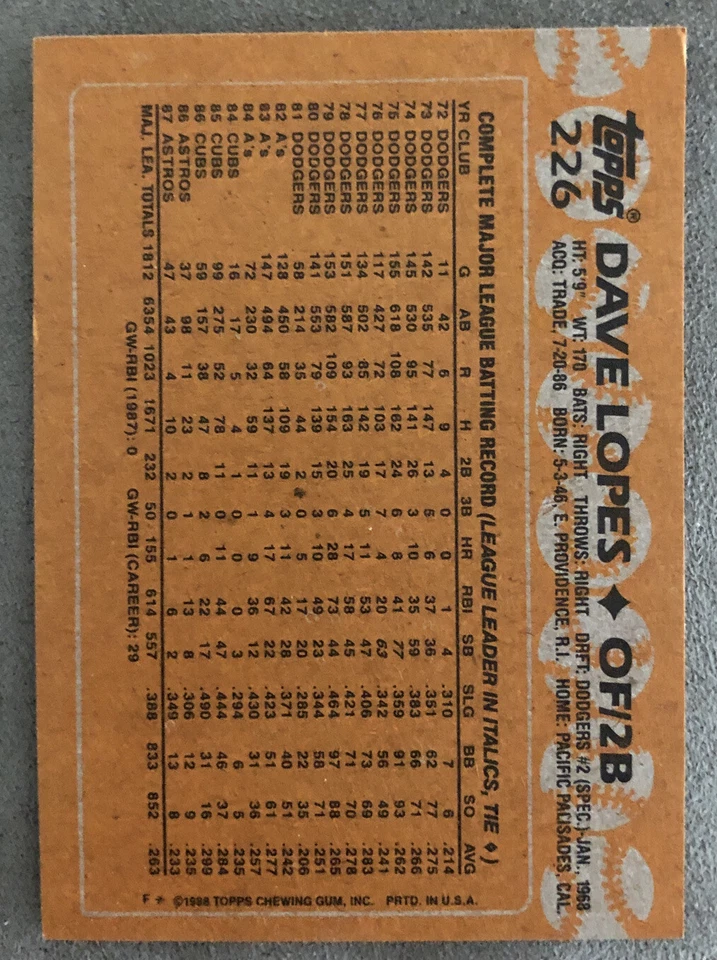 topps® DAVE LOPES ♦ OF/2B
226 HT: 5'9" WT: 170 BATS: RIGHT THROWS: RIGHT DRFT: DODGERS #2 (SPEC.)-JAN., 1968
ACQ: TRADE, 7-20-86 BORN: 5-3-46, E. PROVIDENCE, R.I. HOME: PACIFIC PALISADES, CAL.
COMPLETE MAJOR LEAGUE BATTING RECORD (LEAGUE LEADER IN ITALICS, TIE ♦)
YR CLUB G AB R H 2B 3B HR RBI SB SLG BB SO AVG
72 DODGERS 11 42 6 9 4 0 0 1 4 .310 7 6 .214
73 DODGERS 142 535 77 147 13 5 6 37 36 .351 62 77 .275
74 DODGERS 145 530 95 141 26 3 10 35 59 .383 66 71 .266
75 DODGERS 155 618 108 162 24 6 8 41 77 .359 91 93 .262
76 DODGERS 117 427 72 103 17 7 4 20 63 .342 56 49 .241
77 DODGERS 134 502 85 142 19 5 11 53 47 .406 73 69 .283
78 DODGERS 151 587 93 163 25 4 17 58 45 .421 71 70 .278
79 DODGERS 153 582 109 154 20 6 28 73 44 .464 97 88 .265
80 DODGERS 141 553 79 139 15 3 10 49 23 .344 58 71 .251
81 DODGERS 58 214 35 44 2 0 5 17 20 .285 22 35 .206
82 A's 128 450 58 109 19 3 11 42 28 .371 40 51 .242
83 A's 147 494 64 137 13 4 17 67 22 .423 51 61 .277
84 A's 72 230 32 59 11 1 9 36 12 .430 31 36 .257
84 CUBS 16 17 5 4 1 0 0 0 3 .294 6 5 .235
85 CUBS 99 275 52 78 11 0 11 44 47 .444 46 37 .284
86 CUBS 59 157 38 47 8 2 6 22 17 .490 31 16 .299
86 ASTROS 37 98 11 23 2 1 1 13 8 .306 12 9 .235
87 ASTROS 47 43 4 10 2 0 1 6 2 .349 13 8 .233
MAJ. LEA. TOTALS 1812 6354 1023 1671 232 50 155 614 557 .388 833 852 .263
GW-RBI (1987): 0 GW-RBI (CAREER): 29
F * ©1988 TOPPS CHEWING GUM, INC. PRTD. IN U.S.A.